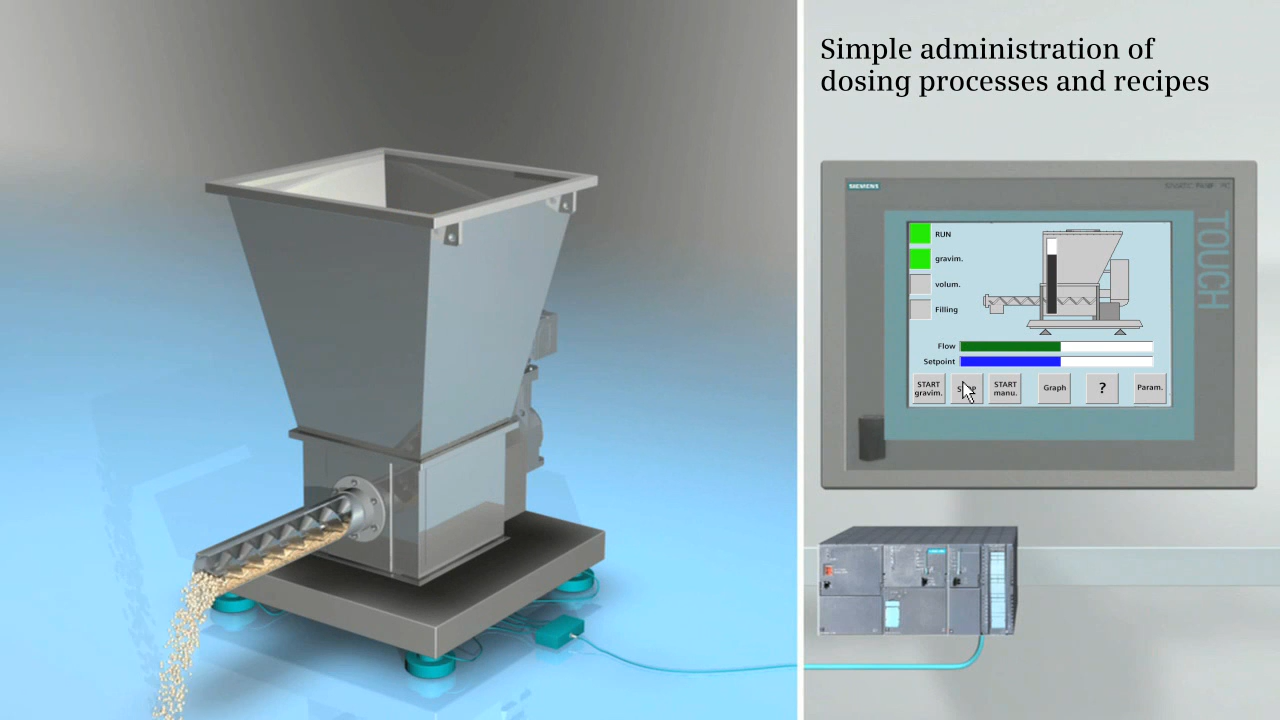 Simple administration of
dosing processes and recipes
SIEMENS
TOUCH
RUN
gravim.
volum.
Filling
Flow
Setpoint
START
gravim.
START
manu.
Graph
?
Param.